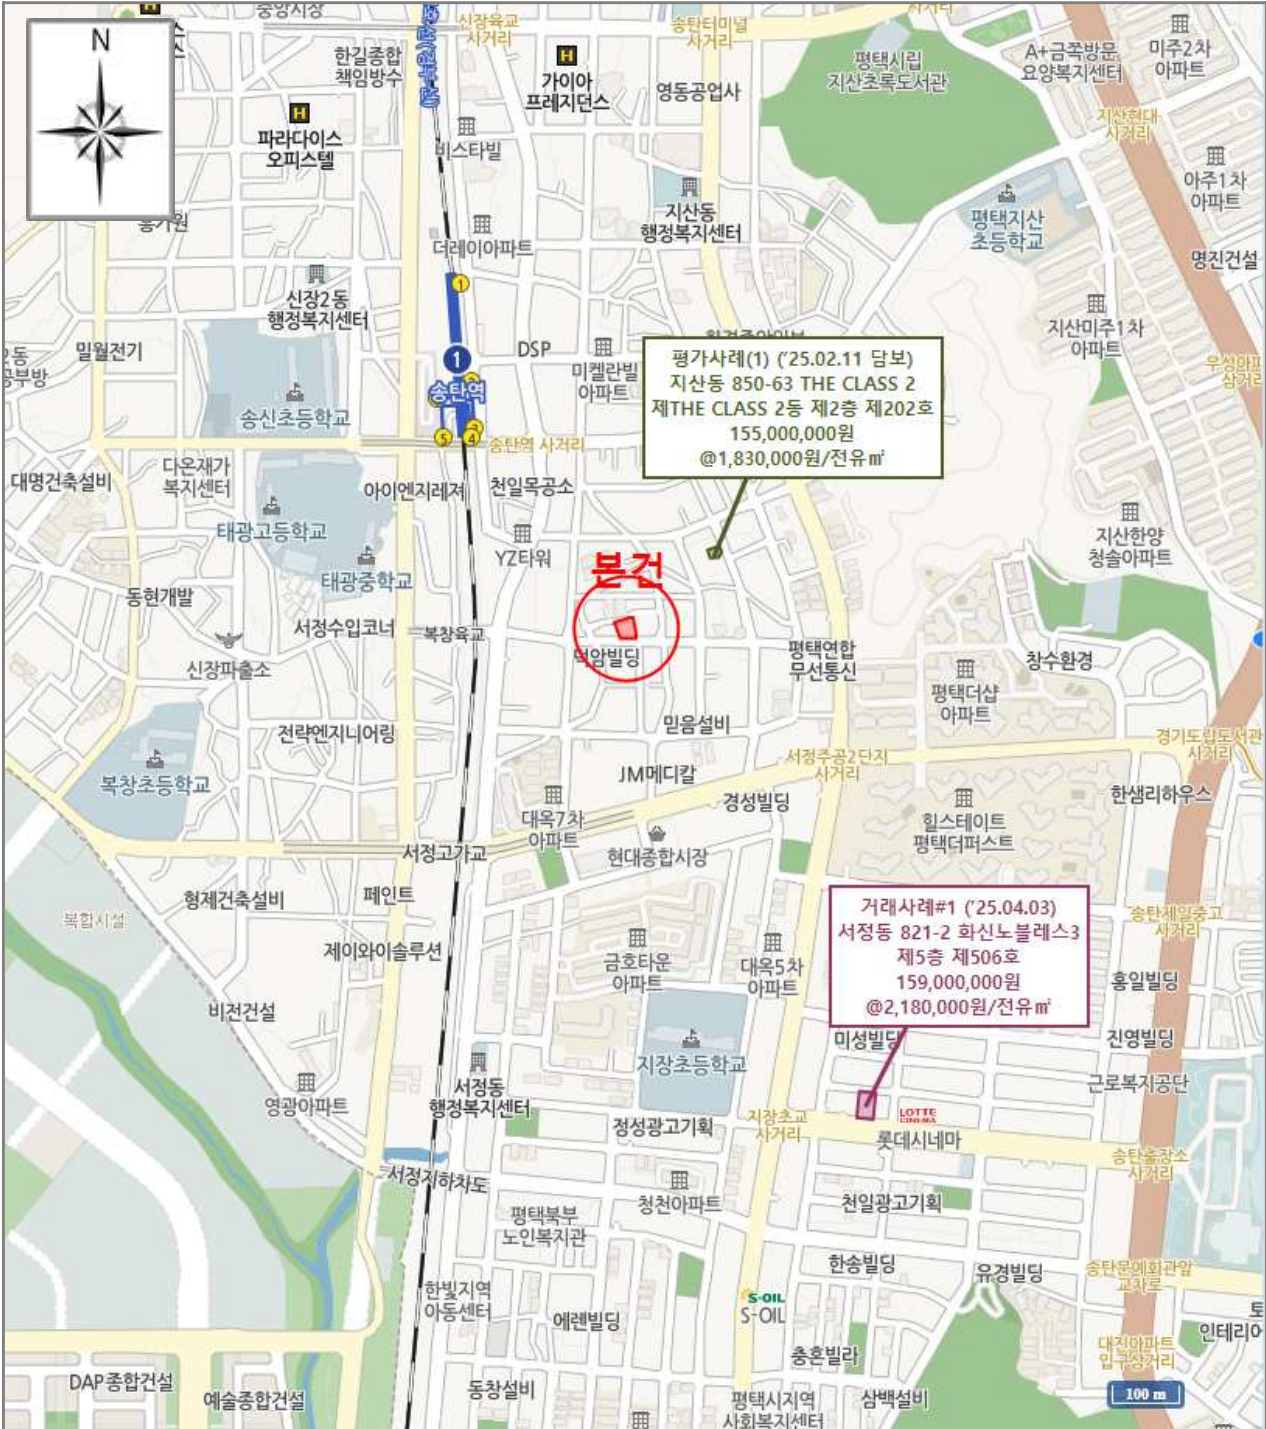 중앙시장
신장육교
사거리
송탄터미널
사거리
사거리
N
한길종합
책임방수
H
가이아
프레지던스
영동공업사
평택시립
지산초록도서관
A+금쪽방문
요양복지센터
미주2차
아파트
H
파라다이스
오피스텔
비스타빌
지산현대
사거리
아주1차
아파트
지산동
행정복지센터
평택지산
초등학교
더레이아파트
명진건설
신장2동
행정복지센터
1
지산미주1차
아파트
밀월전기
DSP
미켈란빌
아파트
1
송탄역
평가사례(1) ('25.02.11 담보)
지산동 850-63 THE CLASS 2
제THE CLASS 2동 제2층 제202호
155,000,000원
@1,830,000원/전유㎡
송신초등학교
5
4
송탄역 사거리
대명건축설비
다온재가
복지센터
아이엔지레져
천일목공소
태광고등학교
YZ타워
지산한양
청솔아파트
본건
태광중학교
동현개발
서정수입코너
복창육교
신장파출소
덕암빌딩
평택연합
무선통신
창수환경
평택더샵
아파트
전략엔지니어링
믿음설비
경기도립도서관
사거리
복창초등학교
JM메디칼
서정주공2단지
사거리
경성빌딩
한샘리하우스
대옥7차
아파트
힐스테이트
평택더퍼스트
서정고가교
현대종합시장
형제건축설비
페인트
복합시설
거래사례#1 ('25.04.03)
서정동 821-2 화신노블레스3
제5층 제506호
159,000,000원
@2,180,000원/전유㎡
송탄제일중고
사거리
제이와이솔루션
금호타운
아파트
대옥5차
아파트
홍일빌딩
비전건설
미성빌딩
진영빌딩
지장초등학교
영광아파트
서정동
행정복지센터
근로복지공단
정성광고기획
지장초교
사거리
LOTTE
CINEMA
롯데시네마
송탄출장소
사거리
서정지하차도
청천아파트
천일광고기획
평택북부
노인복지관
한송빌딩
유경빌딩
송탄문예회관앞
교차로
한빛지역
아동센터
에렌빌딩
S-OIL
S-OIL
인테리어
충혼빌라
대진아파트
입구삼거리
DAP종합건설
예술종합건설
동창설비
평택시지역
사회복지센터
삼백설비
100 m